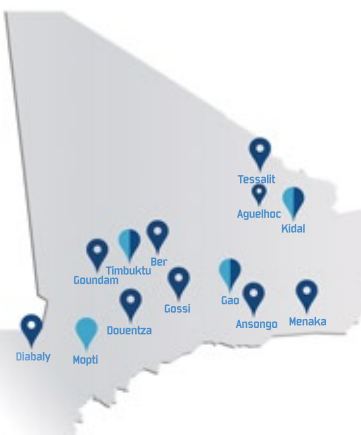 Tessalit
Aguelhoc
Kidal
Ber
Timbuktu
Goundam
Gao
Gossi
Ansongo
Menaka
Douentza
Diabaly
Mopti